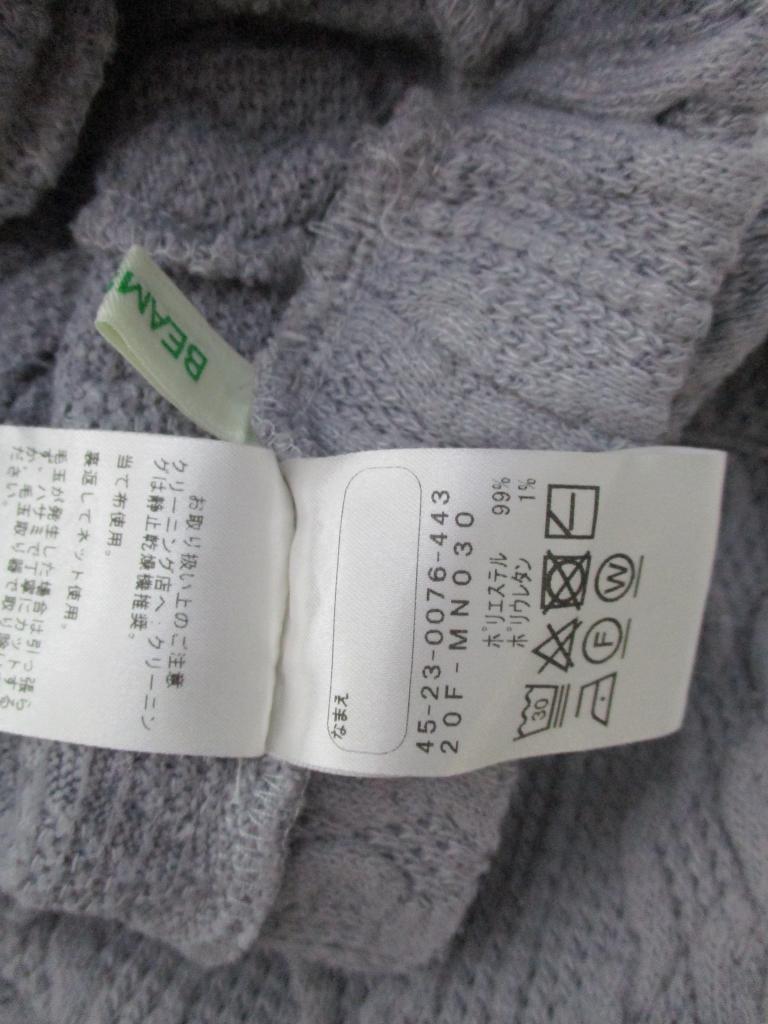 BEAM
なまえ
45-23-0076-443
20F-MN030
ポリエステル 99%
ポリウレタン 1%
30
F
W
お取り扱い上のご注意
クリーニング店へ:クリーニン
グは静止乾燥機推奨。
当て布使用。
裏返してネット使用。
毛玉が発生した場合は引っ張ら
ず、ハサミで丁寧にカットする
か、毛玉取り器で取り除
ださい。